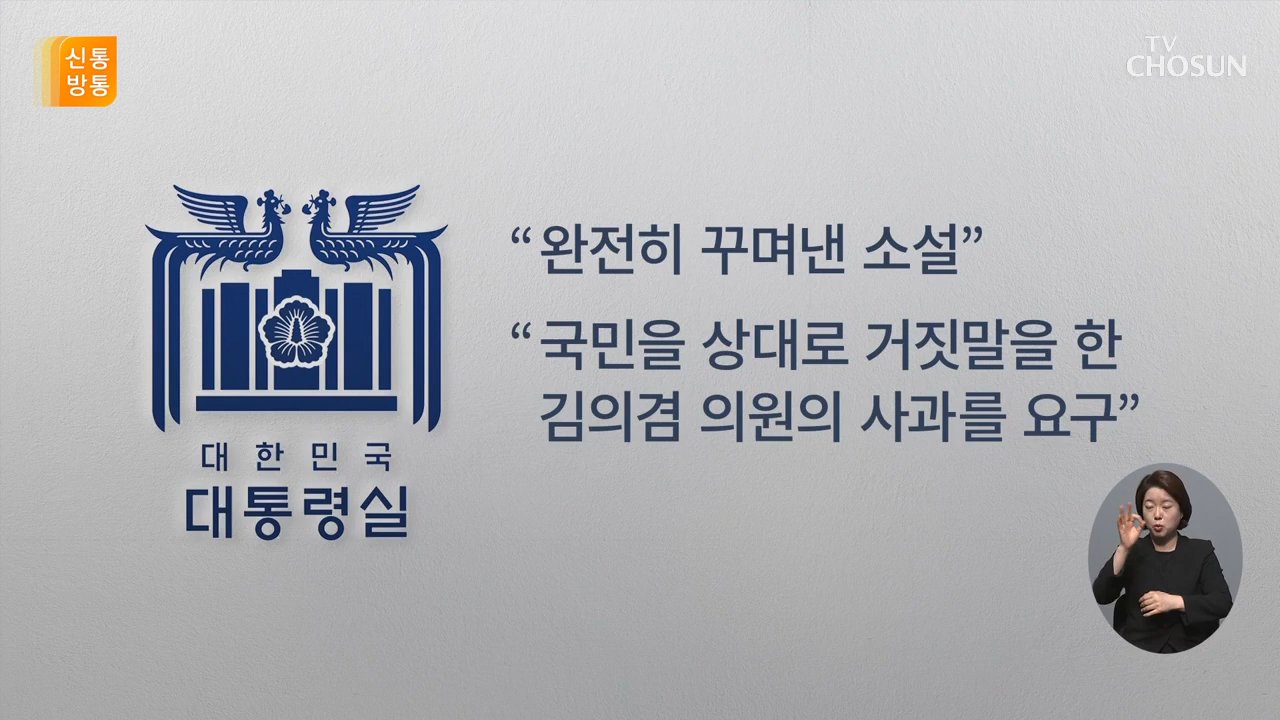 신통
방통
TV
CHOSUN
“완전히 꾸며낸 소설”
“국민을 상대로 거짓말을 한
김의겸 의원의 사과를 요구”
대한민국
대통령실